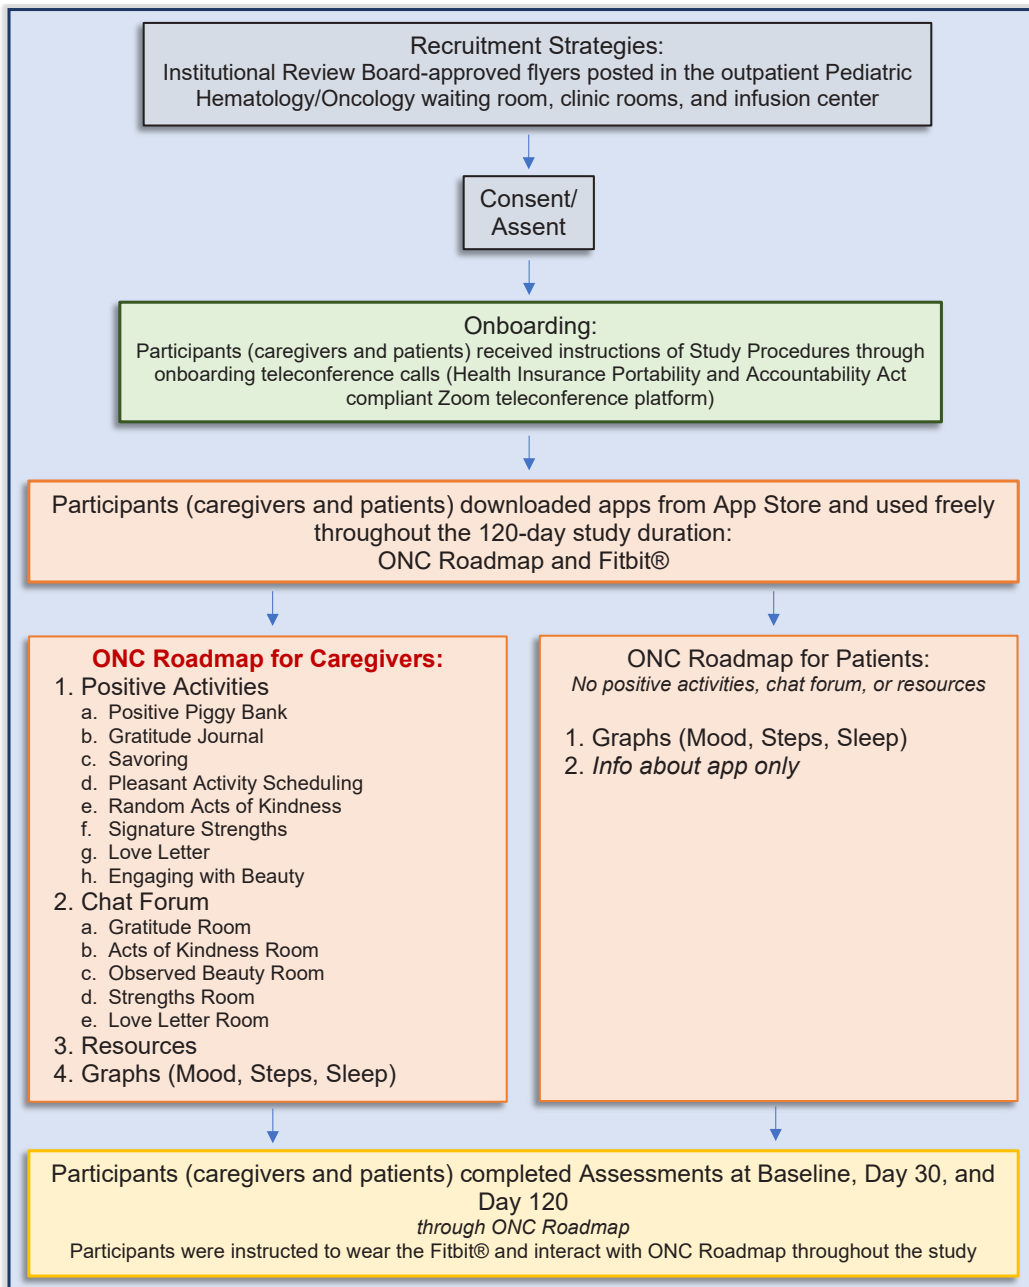 Recruitment Strategies:
Institutional Review Board-approved flyers posted in the outpatient Pediatric
Hematology/Oncology waiting room, clinic rooms, and infusion center
Consent/
Assent
Onboarding:
Participants (caregivers and patients) received instructions of Study Procedures through
onboarding teleconference calls (Health Insurance Portability and Accountability Act
compliant Zoom teleconference platform)
Participants (caregivers and patients) downloaded apps from App Store and used freely
throughout the 120-day study duration:
ONC Roadmap and Fitbit®
ONC Roadmap for Caregivers:
1. Positive Activities
a. Positive Piggy Bank
b. Gratitude Journal
c. Savoring
d. Pleasant Activity Scheduling
e. Random Acts of Kindness
f. Signature Strengths
g. Love Letter
h. Engaging with Beauty
2. Chat Forum
a. Gratitude Room
b. Acts of Kindness Room
c. Observed Beauty Room
d. Strengths Room
e. Love Letter Room
3. Resources
4. Graphs (Mood, Steps, Sleep)
ONC Roadmap for Patients:
No positive activities, chat forum, or resources
1. Graphs (Mood, Steps, Sleep)
2. Info about app only
Participants (caregivers and patients) completed Assessments at Baseline, Day 30, and
Day 120
through ONC Roadmap
Participants were instructed to wear the Fitbit® and interact with ONC Roadmap throughout the study